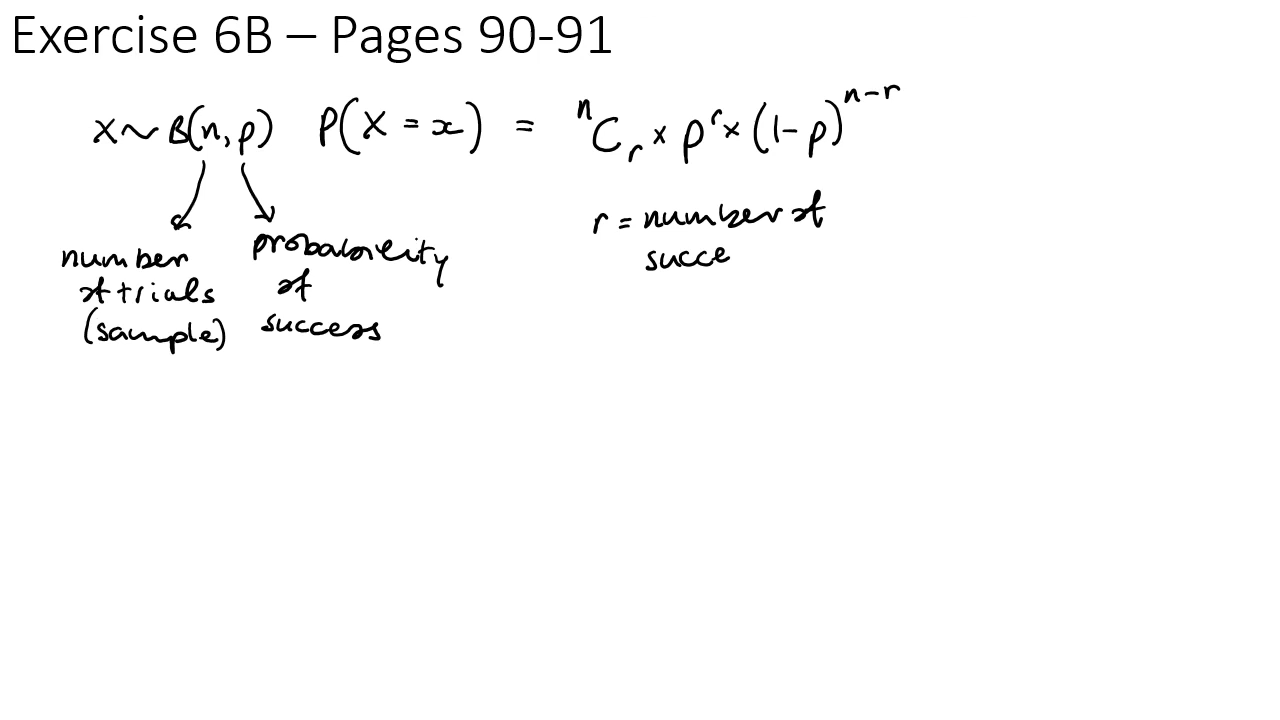 Exercise 6B – Pages 90-91
X~B(n,p) P(X = x) = ⁿCᵣ × pʳ × (1-p)ⁿ⁻ʳ
number
of trials
(sample)
probability
of
success
r = number of
succe